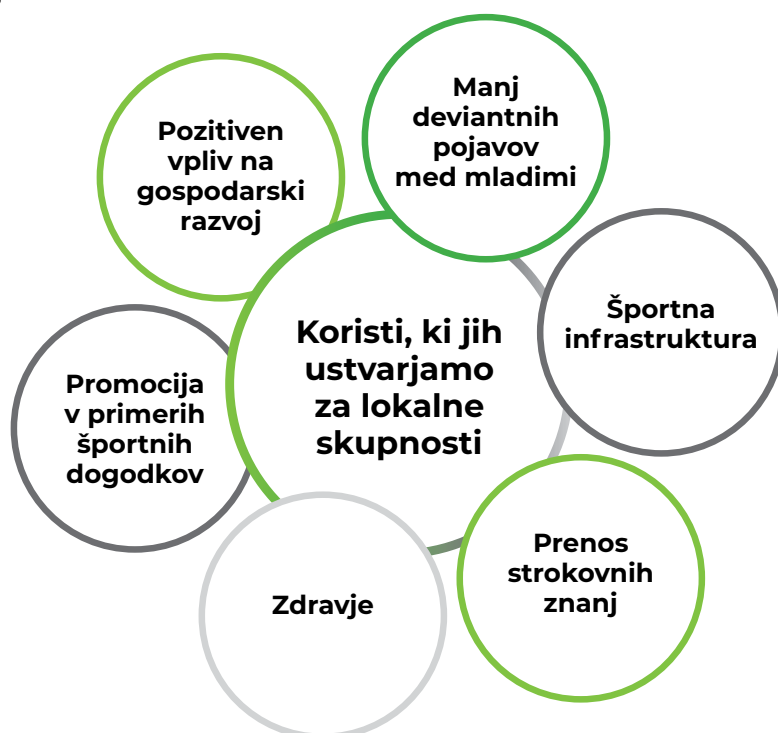 Manj
deviantnih
pojavov
med mladimi
Pozitiven
vpliv na
gospodarski
razvoj
Športna
infrastruktura
Koristi, ki jih
ustvarjamo
za lokalne
skupnosti
Promocija
v primerih
športnih
dogodkov
Prenos
strokovnih
znanj
Zdravje